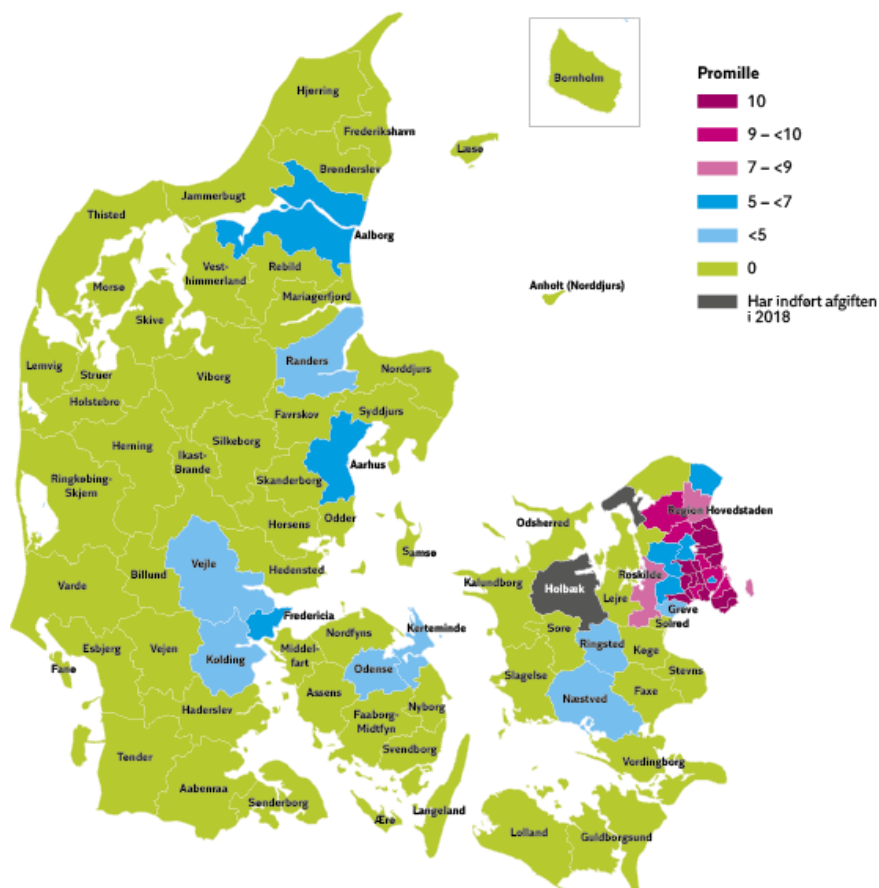 Bornholm
Hjørring
Frederikshavn
Læsø
Brønderslev
Jammerbugt
Thisted
Aalborg
Vest-
himmerland
Rebild
Morsø
Mariagerfjord
Skive
Anholt (Norddjurs)
Randers
Lemvig
Struer
Viborg
Norddjurs
Holstebro
Favrskov
Syddjurs
Herning
Silkeborg
Ikast-
Brande
Aarhus
Skanderborg
Ringkøbing-
Skjern
Odder
Horsens
Samsø
Hedensted
Vejle
Billund
Varde
Fredericia
Kerteminde
Nordfyns
Middel-
fart
Esbjerg
Vejen
Kolding
Odense
Fanø
Assens
Nyborg
Haderslev
Faaborg-
Midtfyn
Svendborg
Tønder
Aabenraa
Sønderborg
Ærø
Langeland
Region Hovedstaden
Odsherred
Kalundborg
Holbæk
Roskilde
Lejre
Greve
Solrød
Sorø
Ringsted
Køge
Stevns
Slagelse
Næstved
Faxe
Vordingborg
Lolland
Guldborgsund
Promille
10
9 – <10
7 – <9
5 – <7
<5
0
Har indført afgiften
i 2018